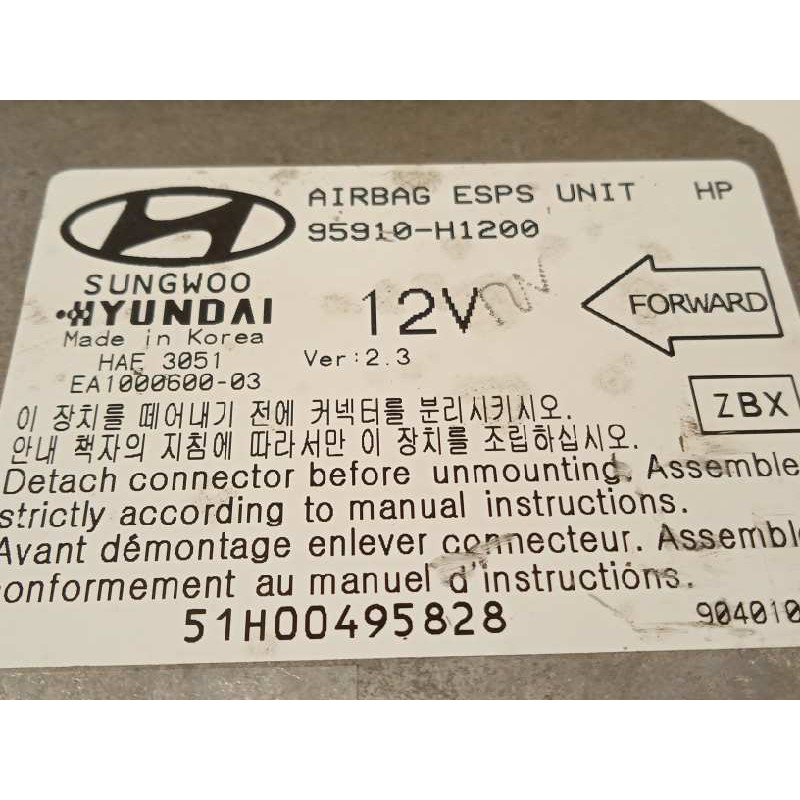 AIRBAG ESPS UNIT HP
95910-H1200
SUNGWOO
HYUNDAI
Made in Korea
HAE 3051
EA1000600-03
12V
Ver:2.3
FORWARD
ZBX
이 장치를 떼어내기 전에 커넥터를 분리시키시오.
안내 책자의 지침에 따라서만 이 장치를 조립하십시오.
Detach connector before unmounting. Assemble
strictly according to manual instructions.
Avant démontage enlever connecteur. Assembl
conformement au manuel d'instructions.
51H00495828
904010